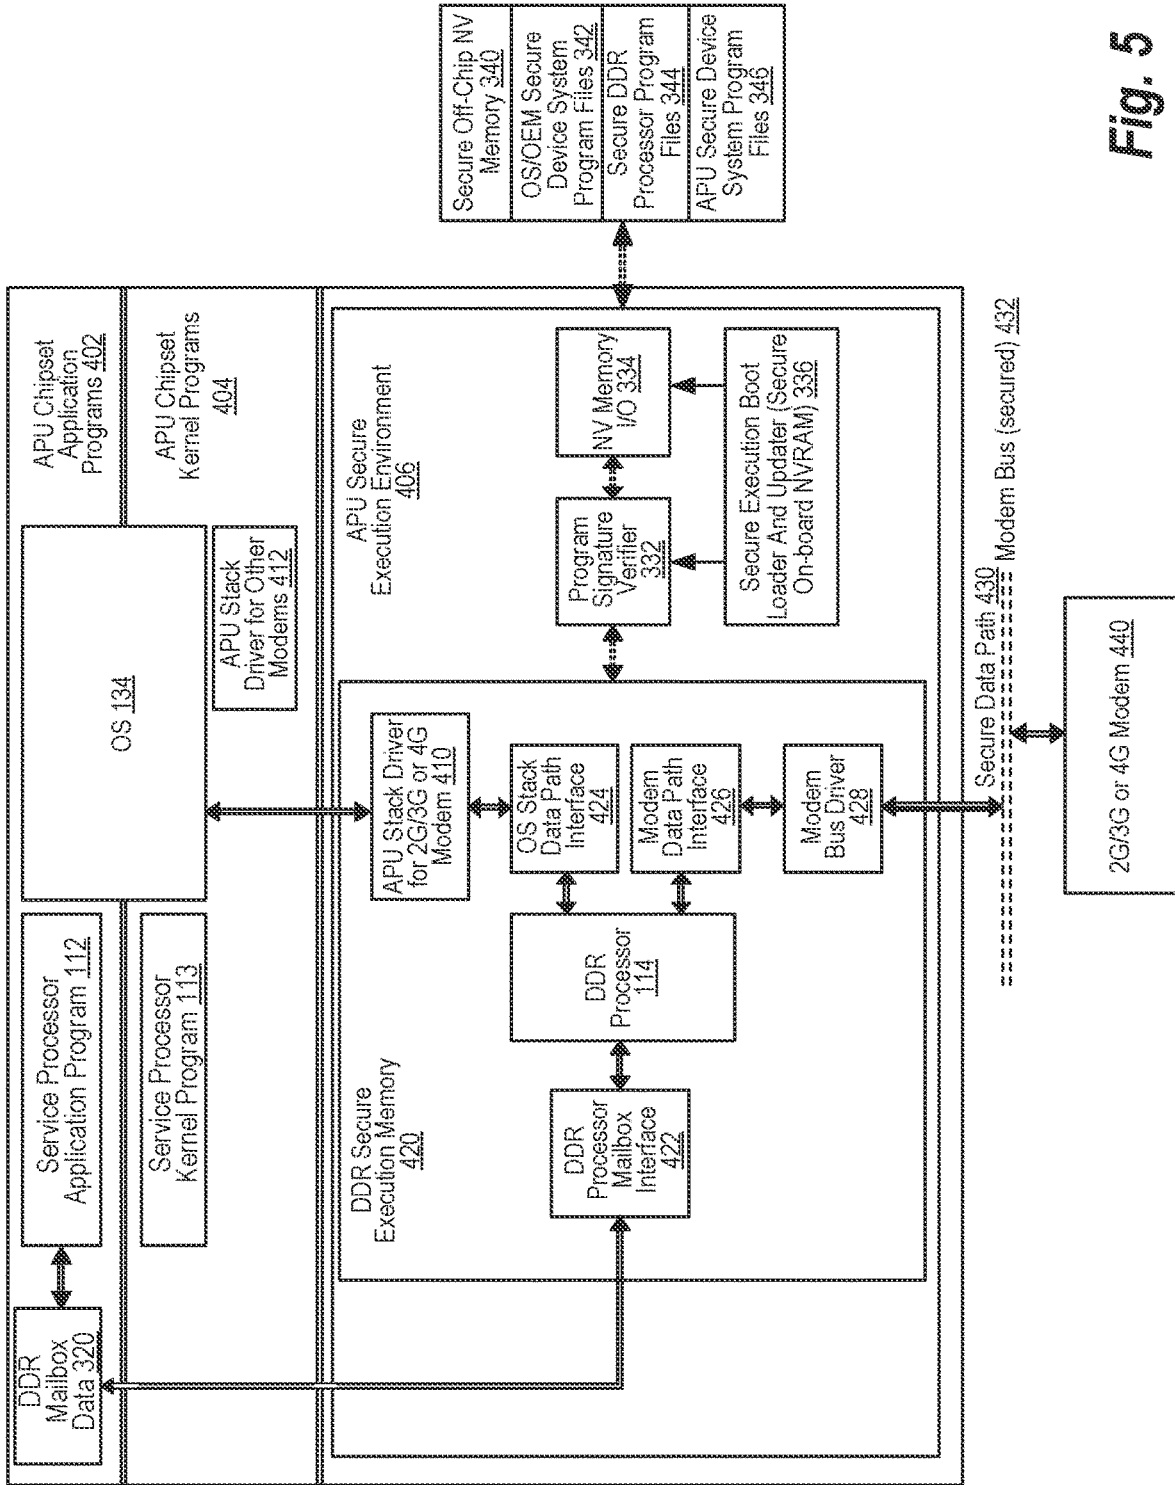 DDR
Mailbox
Data 320
Service Processor
Application Program 112
Service Processor
Kernel Program 113
OS 134
APU Chipset
Application
Programs 402
APU Chipset
Kernel Programs
404
APU Stack
Driver for Other
Modems 412
DDR Secure
Execution Memory
420
APU Stack Driver
for 2G/3G or 4G
Modem 410
OS Stack
Data Path
Interface
424
Modem
Data Path
Interface
426
Modem
Bus Driver
428
DDR
Processor
114
DDR
Processor
Mailbox
Interface
422
APU Secure
Execution Environment
406
Program
Signature
Verifier
332
NV Memory
I/O 334
Secure Execution Boot
Loader And Updater (Secure
On-board NVRAM) 336
Secure Off-Chip NV
Memory 340
OS/OEM Secure
Device System
Program Files 342
Secure DDR
Processor Program
Files 344
APU Secure Device
System Program
Files 346
Secure Data Path 430
Modem Bus (secured) 432
2G/3G or 4G Modem 440
Fig. 5